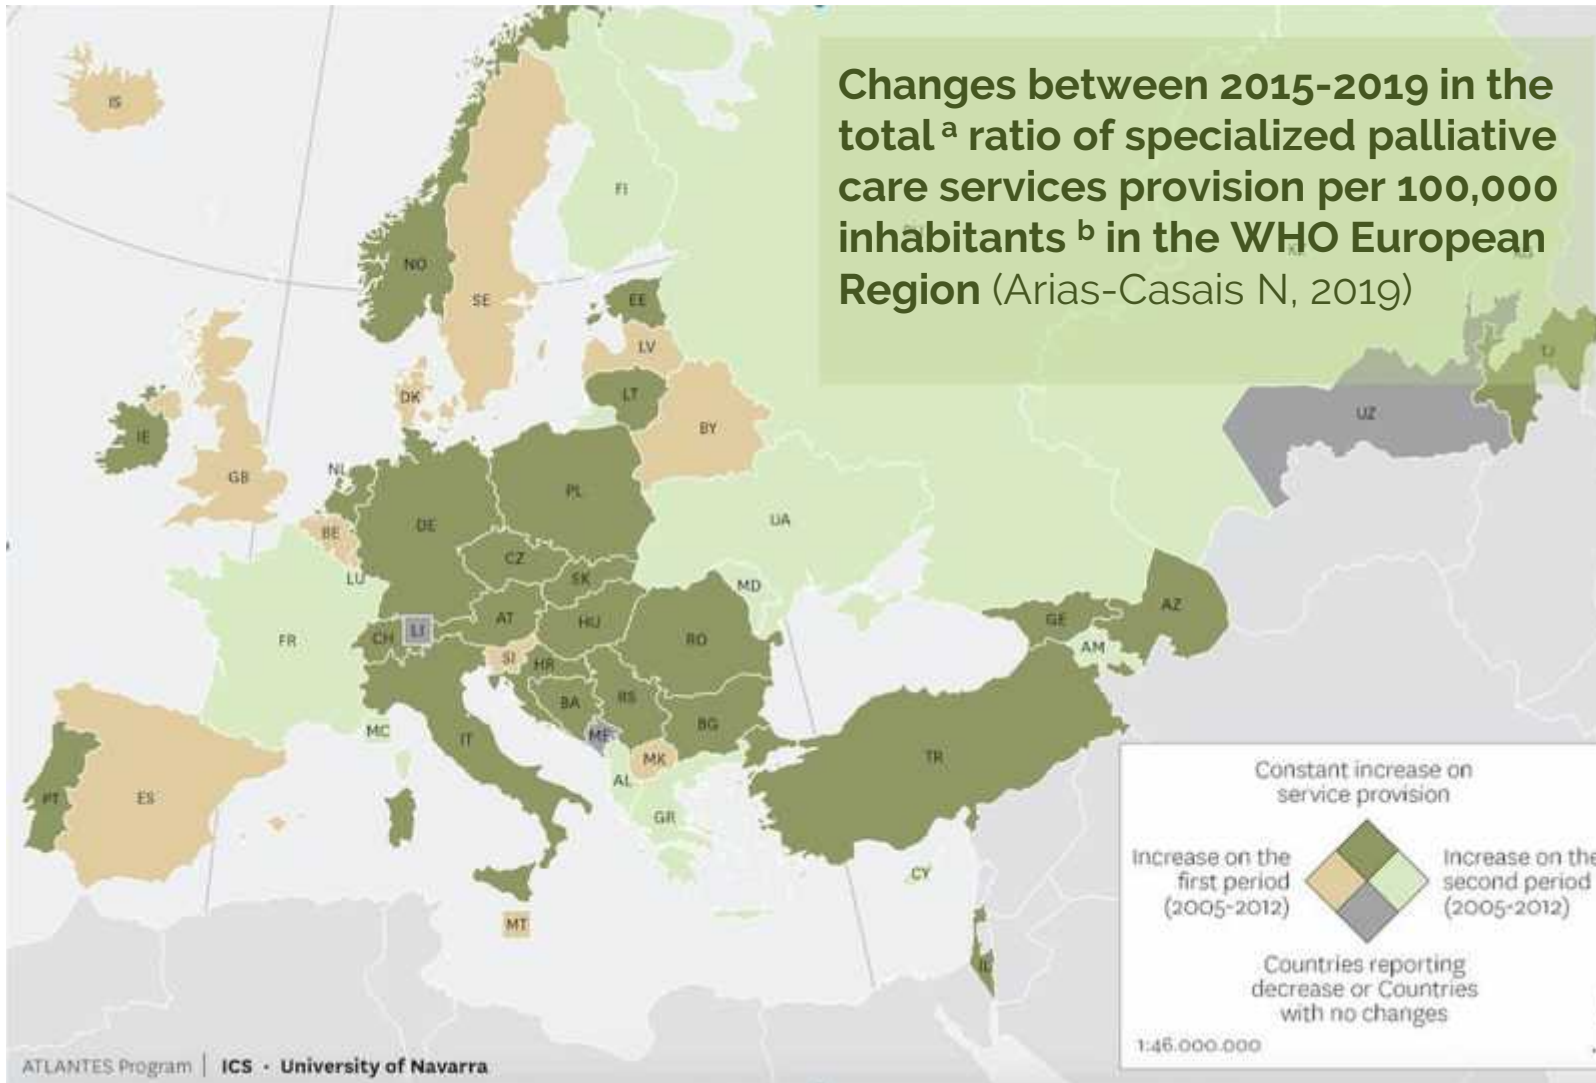 Changes between 2015-2019 in the
total ᵃ ratio of specialized palliative
care services provision per 100,000
inhabitants ᵇ in the WHO European
Region (Arias-Casais N, 2019)
IS
FI
NO
SE
EE
LV
DK
LT
IE
BY
UZ
TJ
GB
NL
PL
BE
DE
UA
CZ
LU
SK
MD
AT
HU
AZ
CH
LI
GE
FR
RO
AM
SI
HR
BA
RS
BG
MC
ME
IT
MK
TR
AL
PT
ES
GR
CY
MT
IL
Constant increase on
service provision
Increase on the
first period
(2005-2012)
Increase on the
second period
(2005-2012)
Countries reporting
decrease or Countries
with no changes
1:46.000.000
ATLANTES Program | ICS · University of Navarra